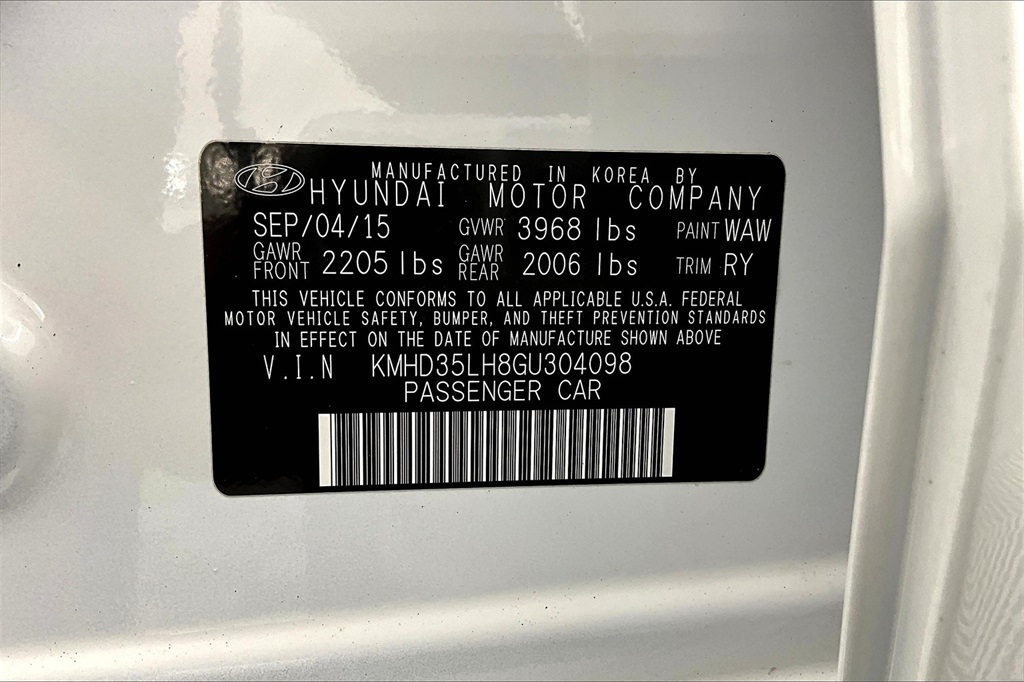 MANUFACTURED IN KOREA BY
HYUNDAI MOTOR COMPANY
SEP/04/15 GVWR 3968 lbs PAINT WAW
GAWR FRONT 2205 lbs GAWR REAR 2006 lbs TRIM RY
THIS VEHICLE CONFORMS TO ALL APPLICABLE U.S.A. FEDERAL
MOTOR VEHICLE SAFETY, BUMPER, AND THEFT PREVENTION STANDARDS
IN EFFECT ON THE DATE OF MANUFACTURE SHOWN ABOVE
V.I.N KMHD35LH8GU304098
PASSENGER CAR